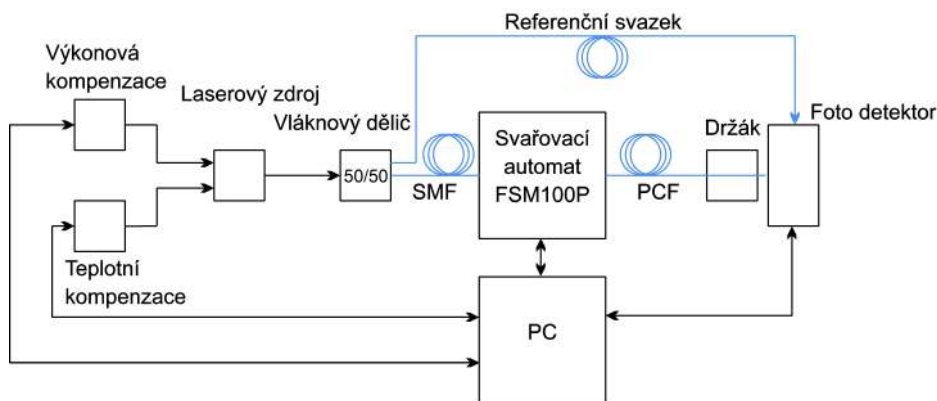 Referenční svazek
Výkonová
kompenzace
Laserový zdroj
Vláknový dělič
Foto detektor
Držák
Svařovací
automat
FSM100P
50/50
SMF
PCF
Teplotní
kompenzace
PC